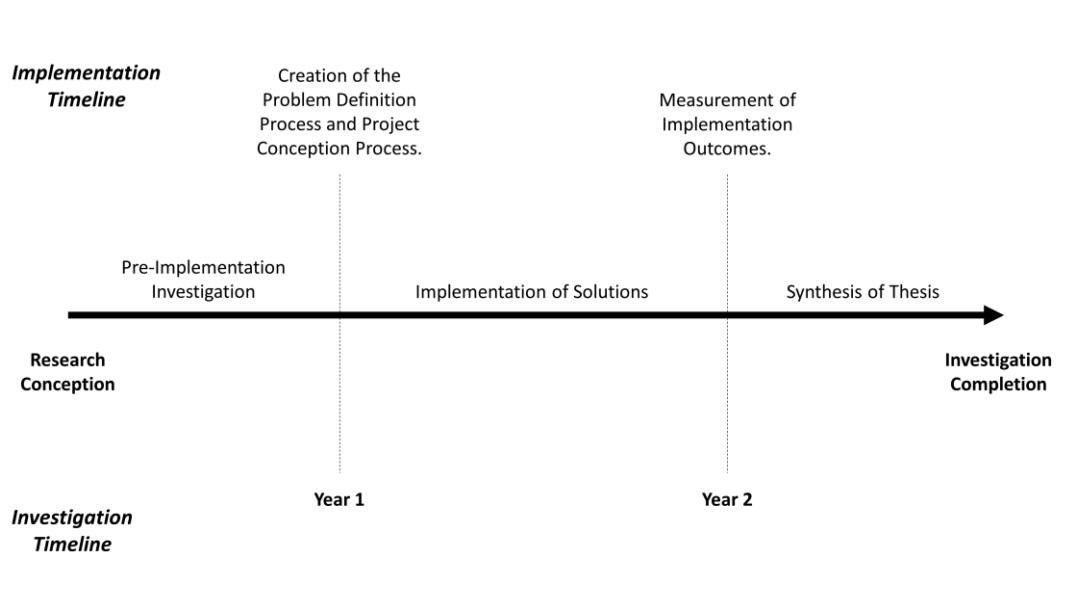 Implementation
Timeline
Creation of the
Problem Definition
Process and Project
Conception Process.
Measurement of
Implementation
Outcomes.
Pre-Implementation
Investigation
Implementation of Solutions
Synthesis of Thesis
Research
Conception
Investigation
Completion
Year 1
Year 2
Investigation
Timeline